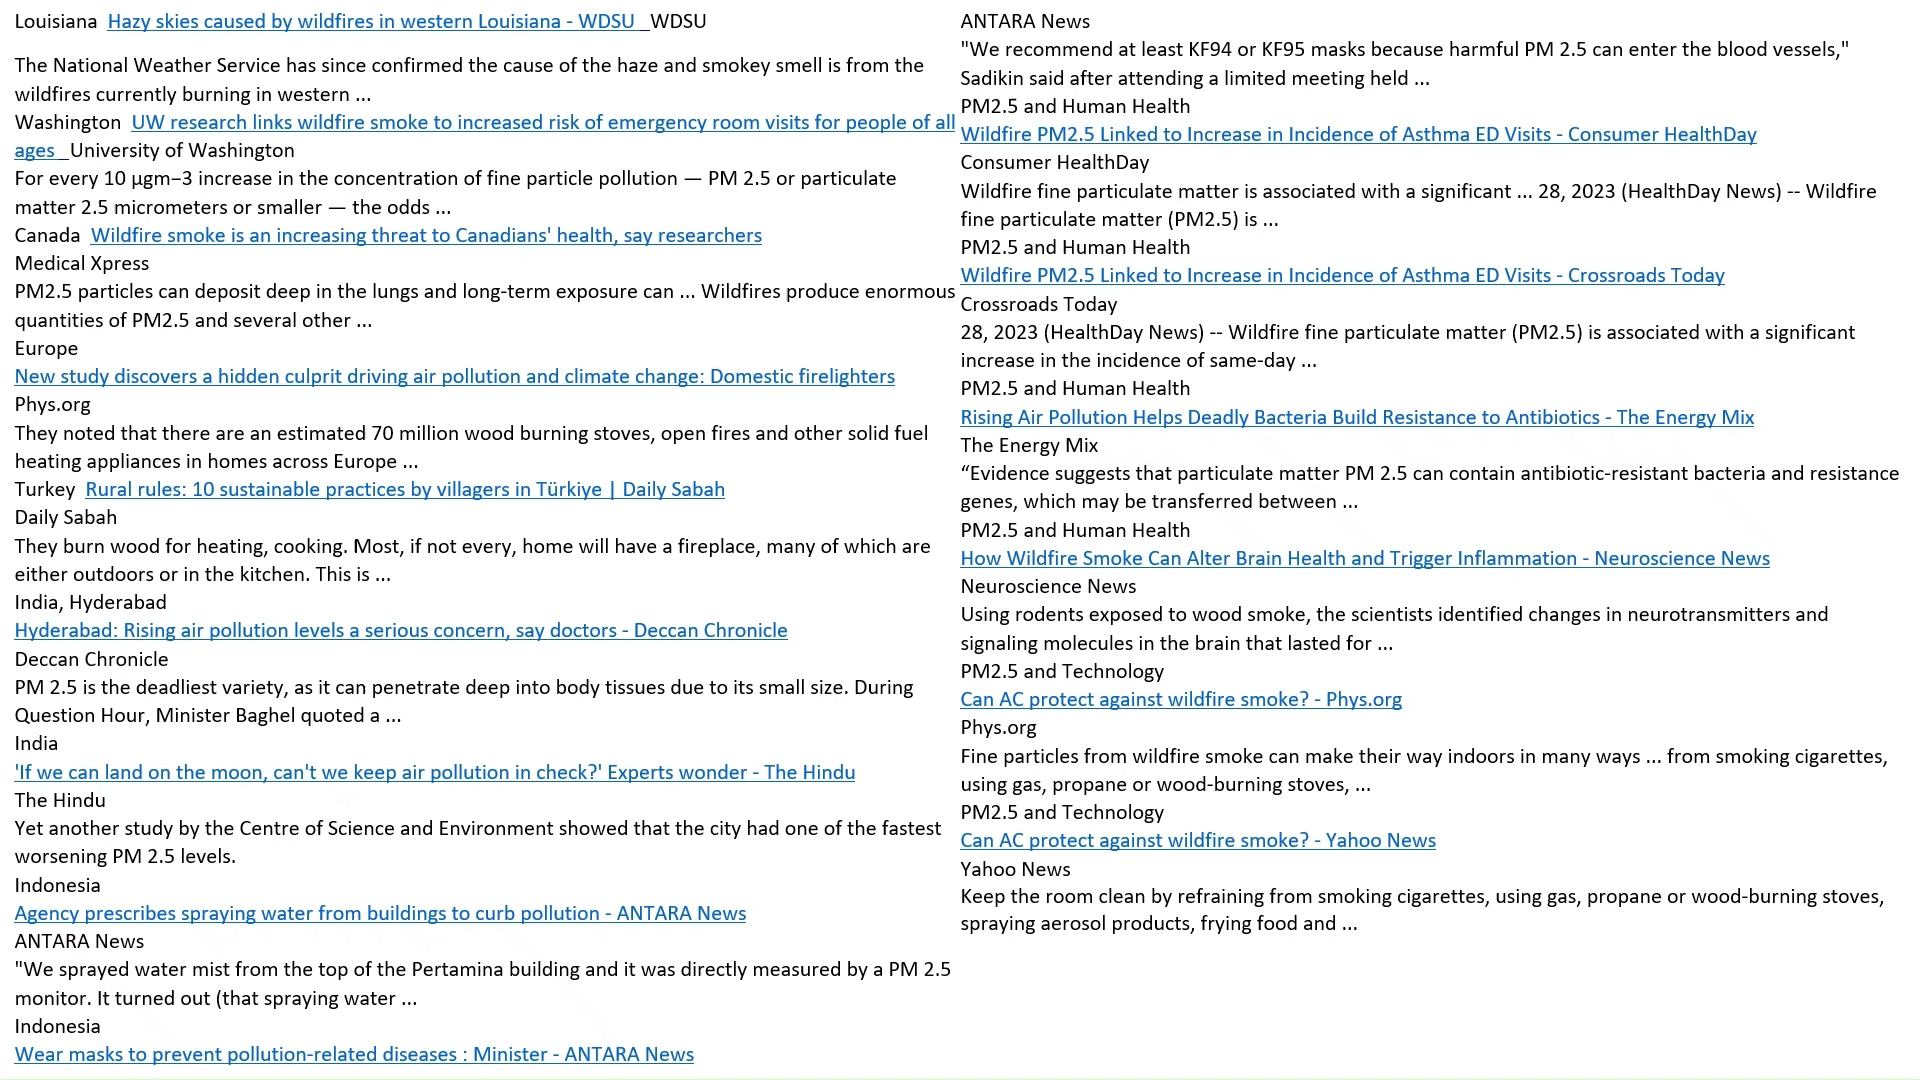 Louisiana  Hazy skies caused by wildfires in western Louisiana - WDSU  WDSU
The National Weather Service has since confirmed the cause of the haze and smokey smell is from the
wildfires currently burning in western ...
Washington  UW research links wildfire smoke to increased risk of emergency room visits for people of all
ages  University of Washington
For every 10 µgm−3 increase in the concentration of fine particle pollution — PM 2.5 or particulate
matter 2.5 micrometers or smaller — the odds ...
Canada  Wildfire smoke is an increasing threat to Canadians' health, say researchers
Medical Xpress
PM2.5 particles can deposit deep in the lungs and long-term exposure can ... Wildfires produce enormous
quantities of PM2.5 and several other ...
Europe
New study discovers a hidden culprit driving air pollution and climate change: Domestic firelighters
Phys.org
They noted that there are an estimated 70 million wood burning stoves, open fires and other solid fuel
heating appliances in homes across Europe ...
Turkey  Rural rules: 10 sustainable practices by villagers in Türkiye | Daily Sabah
Daily Sabah
They burn wood for heating, cooking. Most, if not every, home will have a fireplace, many of which are
either outdoors or in the kitchen. This is ...
India, Hyderabad
Hyderabad: Rising air pollution levels a serious concern, say doctors - Deccan Chronicle
Deccan Chronicle
PM 2.5 is the deadliest variety, as it can penetrate deep into body tissues due to its small size. During
Question Hour, Minister Baghel quoted a ...
India
'If we can land on the moon, can't we keep air pollution in check?' Experts wonder - The Hindu
The Hindu
Yet another study by the Centre of Science and Environment showed that the city had one of the fastest
worsening PM 2.5 levels.
Indonesia
Agency prescribes spraying water from buildings to curb pollution - ANTARA News
ANTARA News
"We sprayed water mist from the top of the Pertamina building and it was directly measured by a PM 2.5
monitor. It turned out (that spraying water ...
Indonesia
Wear masks to prevent pollution-related diseases : Minister - ANTARA News
ANTARA News
"We recommend at least KF94 or KF95 masks because harmful PM 2.5 can enter the blood vessels,"
Sadikin said after attending a limited meeting held ...
PM2.5 and Human Health
Wildfire PM2.5 Linked to Increase in Incidence of Asthma ED Visits - Consumer HealthDay
Consumer HealthDay
Wildfire fine particulate matter is associated with a significant ... 28, 2023 (HealthDay News) -- Wildfire
fine particulate matter (PM2.5) is ...
PM2.5 and Human Health
Wildfire PM2.5 Linked to Increase in Incidence of Asthma ED Visits - Crossroads Today
Crossroads Today
28, 2023 (HealthDay News) -- Wildfire fine particulate matter (PM2.5) is associated with a significant
increase in the incidence of same-day ...
PM2.5 and Human Health
Rising Air Pollution Helps Deadly Bacteria Build Resistance to Antibiotics - The Energy Mix
The Energy Mix
“Evidence suggests that particulate matter PM 2.5 can contain antibiotic-resistant bacteria and resistance
genes, which may be transferred between ...
PM2.5 and Human Health
How Wildfire Smoke Can Alter Brain Health and Trigger Inflammation - Neuroscience News
Neuroscience News
Using rodents exposed to wood smoke, the scientists identified changes in neurotransmitters and
signaling molecules in the brain that lasted for ...
PM2.5 and Technology
Can AC protect against wildfire smoke? - Phys.org
Phys.org
Fine particles from wildfire smoke can make their way indoors in many ways ... from smoking cigarettes,
using gas, propane or wood-burning stoves, ...
PM2.5 and Technology
Can AC protect against wildfire smoke? - Yahoo News
Yahoo News
Keep the room clean by refraining from smoking cigarettes, using gas, propane or wood-burning stoves,
spraying aerosol products, frying food and ...